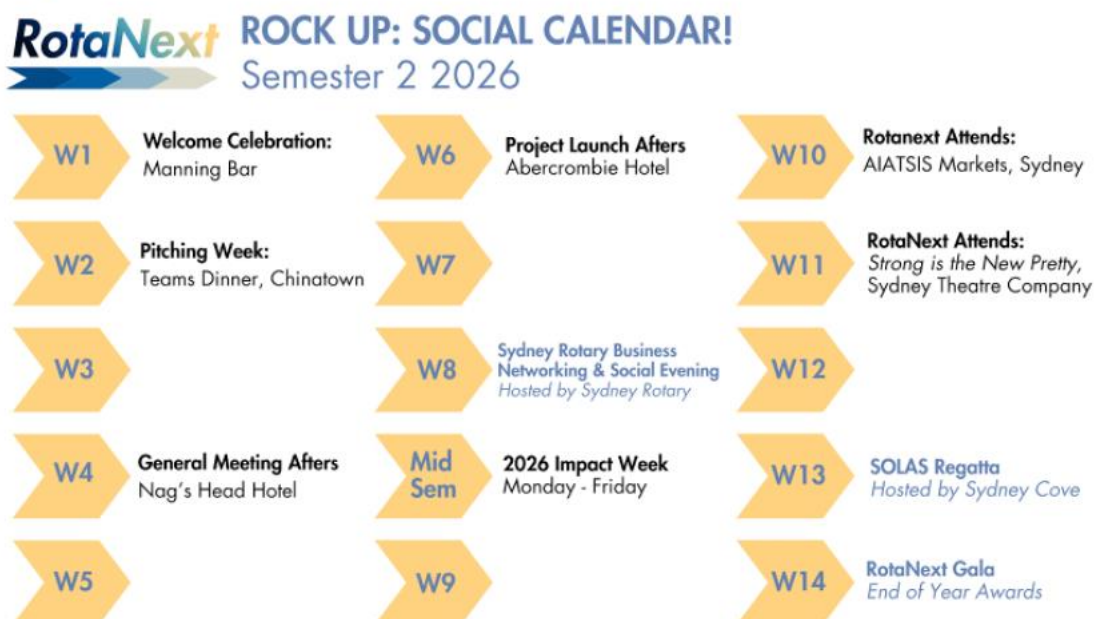 RotaNext
ROCK UP: SOCIAL CALENDAR!
Semester 2 2026
W1
Welcome Celebration:
Manning Bar
W2
Pitching Week:
Teams Dinner, Chinatown
W3
W4
General Meeting Afters
Nag's Head Hotel
W5
W6
Project Launch Afters
Abercrombie Hotel
W7
W8
Sydney Rotary Business
Networking & Social Evening
Hosted by Sydney Rotary
Mid
Sem
2026 Impact Week
Monday - Friday
W9
W10
Rotanext Attends:
AIATSIS Markets, Sydney
W11
RotaNext Attends:
Strong is the New Pretty,
Sydney Theatre Company
W12
W13
SOLAS Regatta
Hosted by Sydney Cove
W14
RotaNext Gala
End of Year Awards